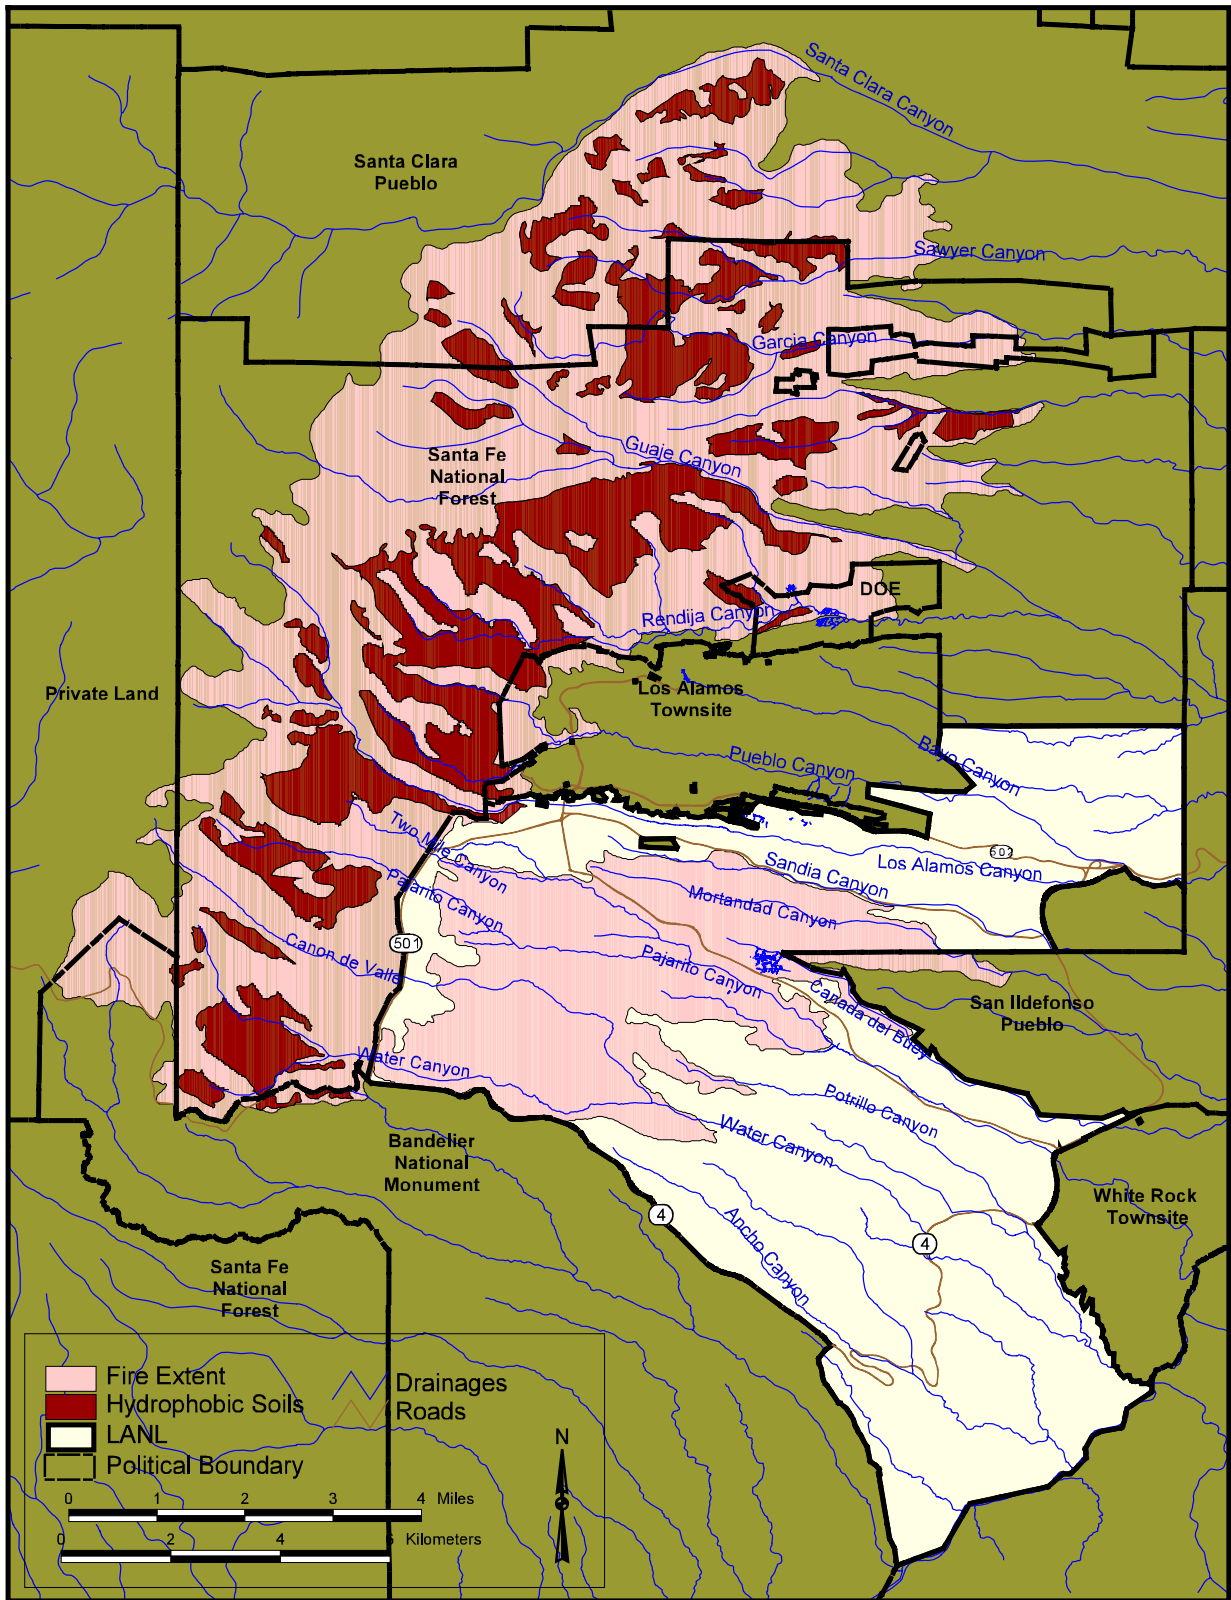 Santa Clara Canyon
Santa Clara
Pueblo
Sawyer Canyon
Garcia Canyon
Guaje Canyon
Santa Fe
National
Forest
DOE
Rendija Canyon
Private Land
Los Alamos
Townsite
Bayo Canyon
Pueblo Canyon
Two Mile Canyon
502
Los Alamos Canyon
Sandia Canyon
Pajarito Canyon
Mortandad Canyon
501
Canon de Valle
Pajarito Canyon
Canada del Buey
San Ildefonso
Pueblo
Water Canyon
Potrillo Canyon
Water Canyon
Bandelier
National
Monument
White Rock
Townsite
4
Ancho Canyon
4
Santa Fe
National
Forest
Fire Extent
Hydrophobic Soils
LANL
Political Boundary
Drainages
Roads
N
0 1 2 3 4 Miles
0 2 4 6 Kilometers